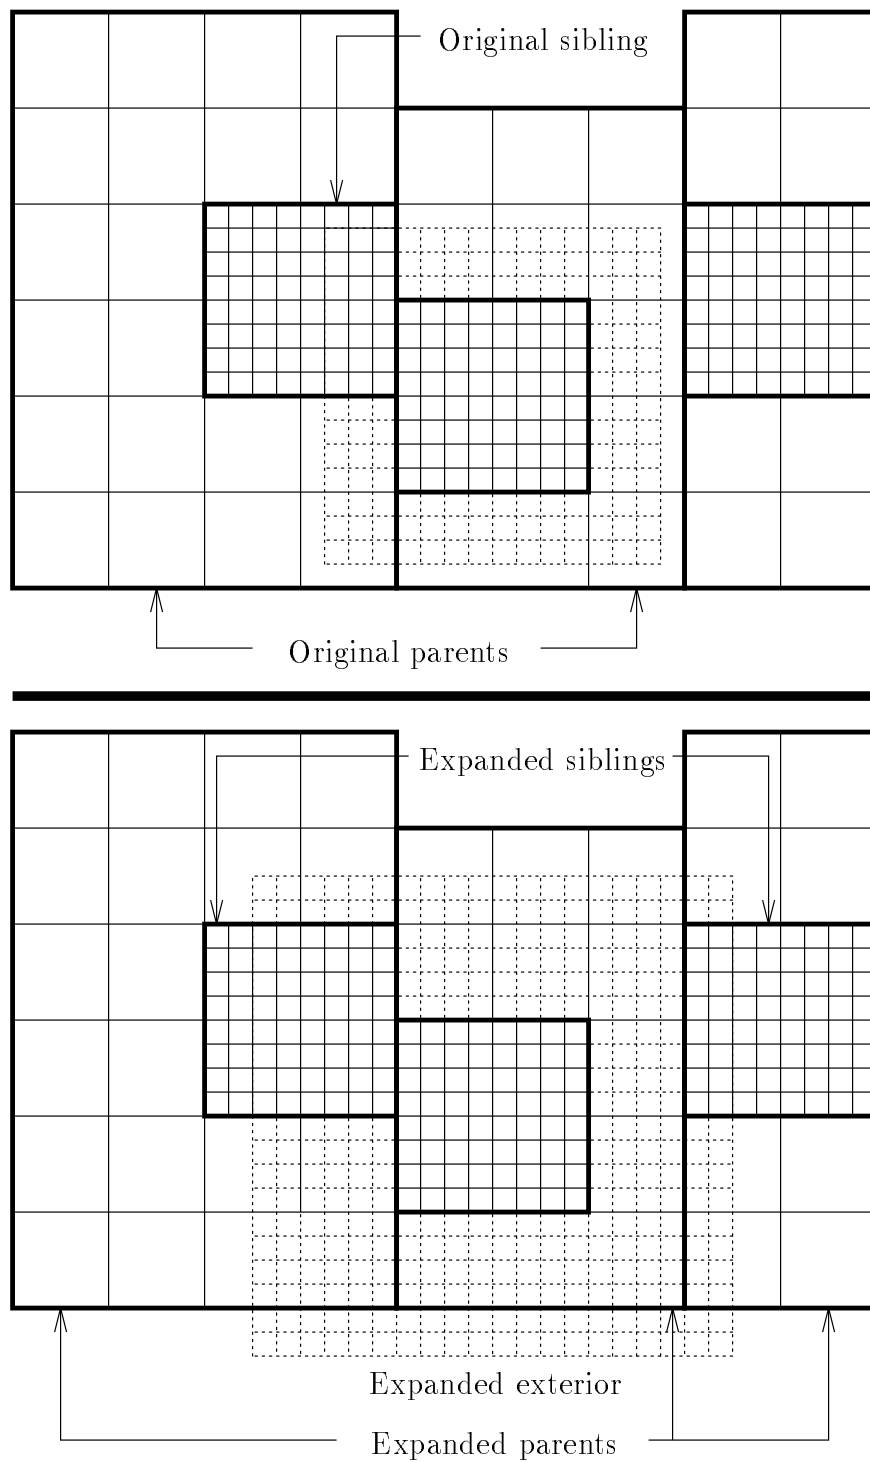 Original sibling
Original parents
Expanded siblings
Expanded exterior
Expanded parents